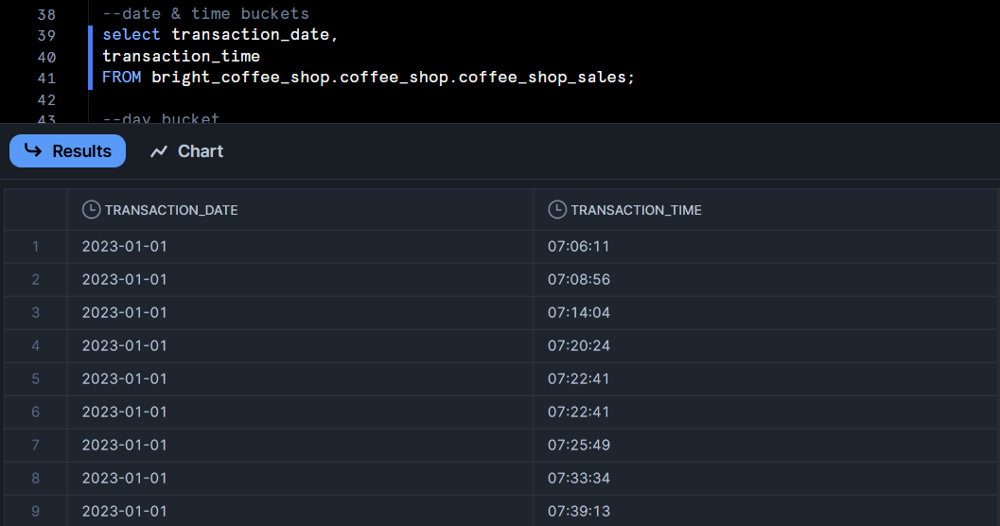 38 --date & time buckets
39 select transaction_date,
40 transaction_time
41 FROM bright_coffee_shop.coffee_shop.coffee_shop_sales;
42
43 --day bucket
Results Chart
TRANSACTION_DATE TRANSACTION_TIME
1 2023-01-01 07:06:11
2 2023-01-01 07:08:56
3 2023-01-01 07:14:04
4 2023-01-01 07:20:24
5 2023-01-01 07:22:41
6 2023-01-01 07:22:41
7 2023-01-01 07:25:49
8 2023-01-01 07:33:34
9 2023-01-01 07:39:13